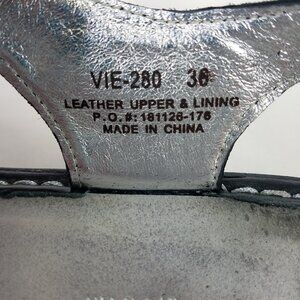 VIE-280 36
LEATHER UPPER & LINING
P.O.#: 181126-176
MADE IN CHINA